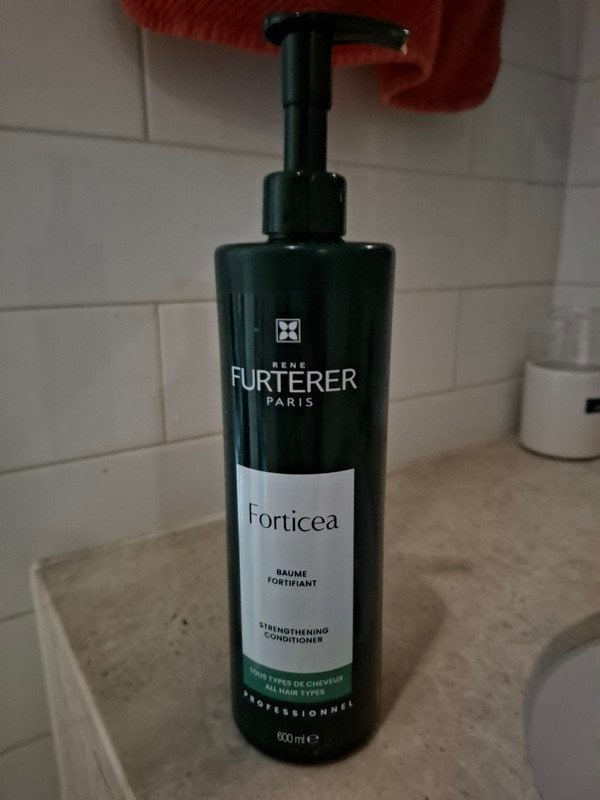 RENE
FURTERER
PARIS
Forticea
BAUME
FORTIFIANT
STRENGTHENING
CONDITIONER
TOUS TYPES DE CHEVEUX
ALL HAIR TYPES
PROFESSIONNEL
600 ml ℮